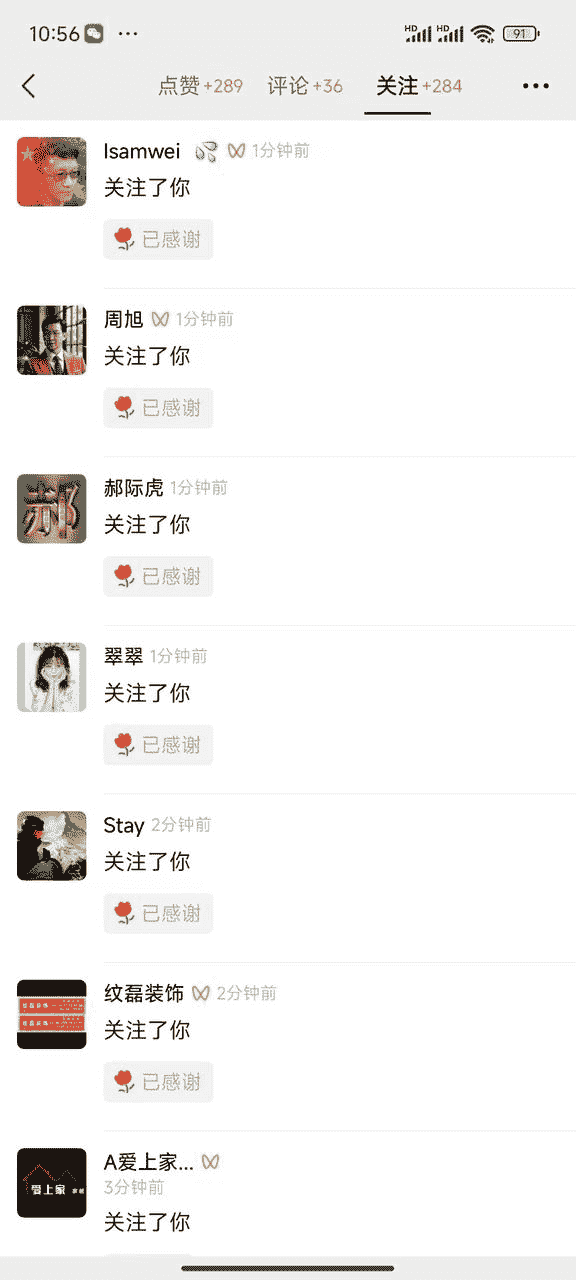 10:56
HD HD 91
点赞+289 评论+36 关注+284
Isamwei 1分钟前
关注了你
已感谢
周旭 1分钟前
关注了你
已感谢
郝际虎 1分钟前
关注了你
已感谢
郝
翠翠 1分钟前
关注了你
已感谢
Stay 2分钟前
关注了你
已感谢
纹磊装饰 2分钟前
关注了你
已感谢
A爱上家...
3分钟前
爱上家
关注了你